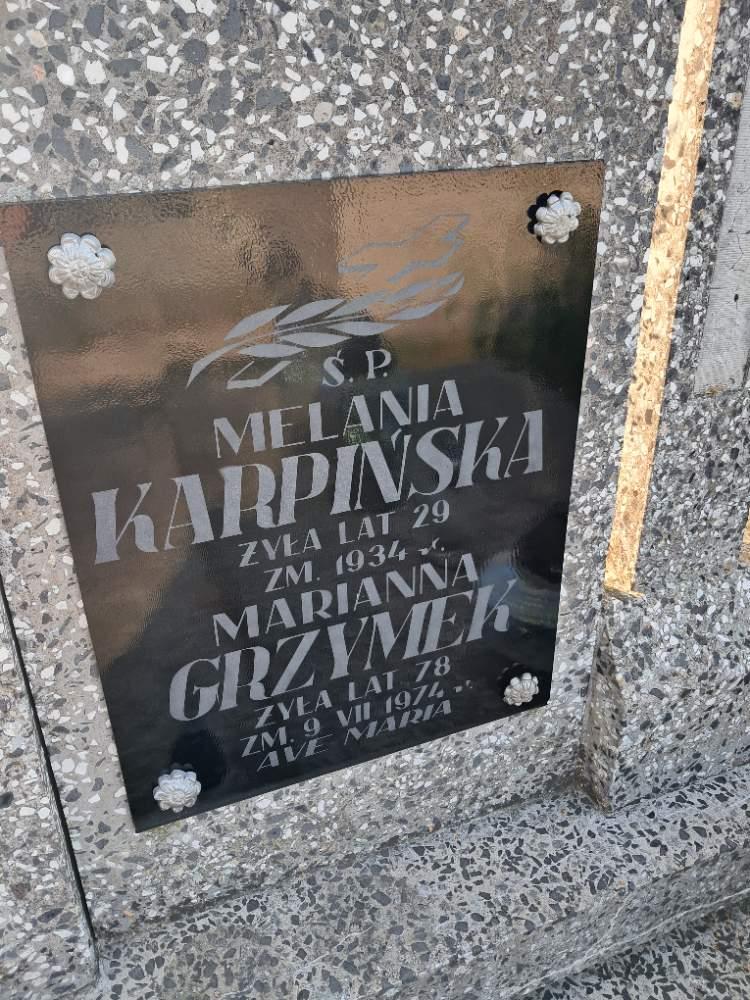 Ś. P.
MELANIA
KARPIŃSKA
ŻYŁA LAT 29
ZM. 1934 r.
MARIANNA
GRZYMEK
ŻYŁA LAT 78
ZM. 9 VII 1974 r.
AVE MARIA